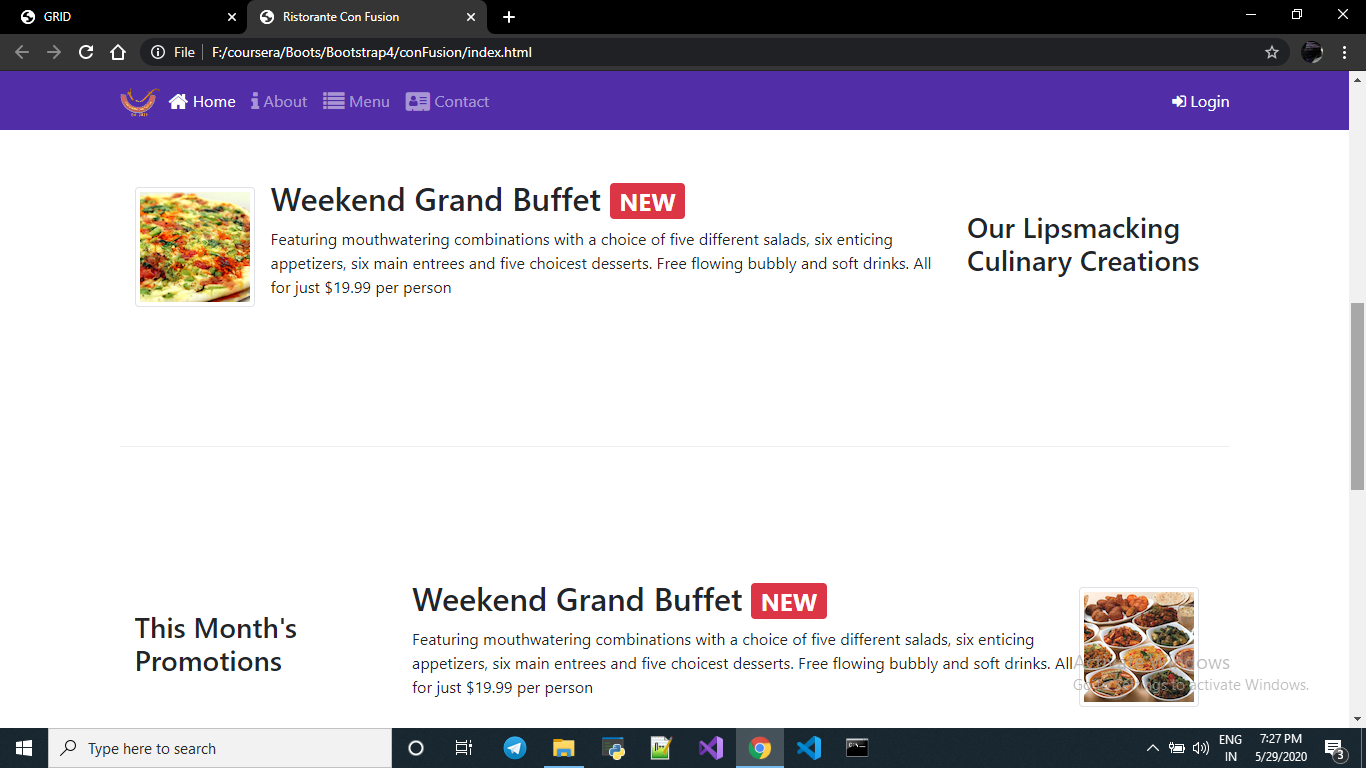 GRID
Ristorante Con Fusion
File
F:/coursera/Boots/Bootstrap4/conFusion/index.html
Home
About
Menu
Contact
Login
Weekend Grand Buffet NEW
Featuring mouthwatering combinations with a choice of five different salads, six enticing
appetizers, six main entrees and five choicest desserts. Free flowing bubbly and soft drinks. All
for just $19.99 per person
Our Lipsmacking
Culinary Creations
This Month's
Promotions
Weekend Grand Buffet NEW
Featuring mouthwatering combinations with a choice of five different salads, six enticing
appetizers, six main entrees and five choicest desserts. Free flowing bubbly and soft drinks. All
for just $19.99 per person
Windows
to activate Windows.
Type here to search
ENG
IN
7:27 PM
5/29/2020
3